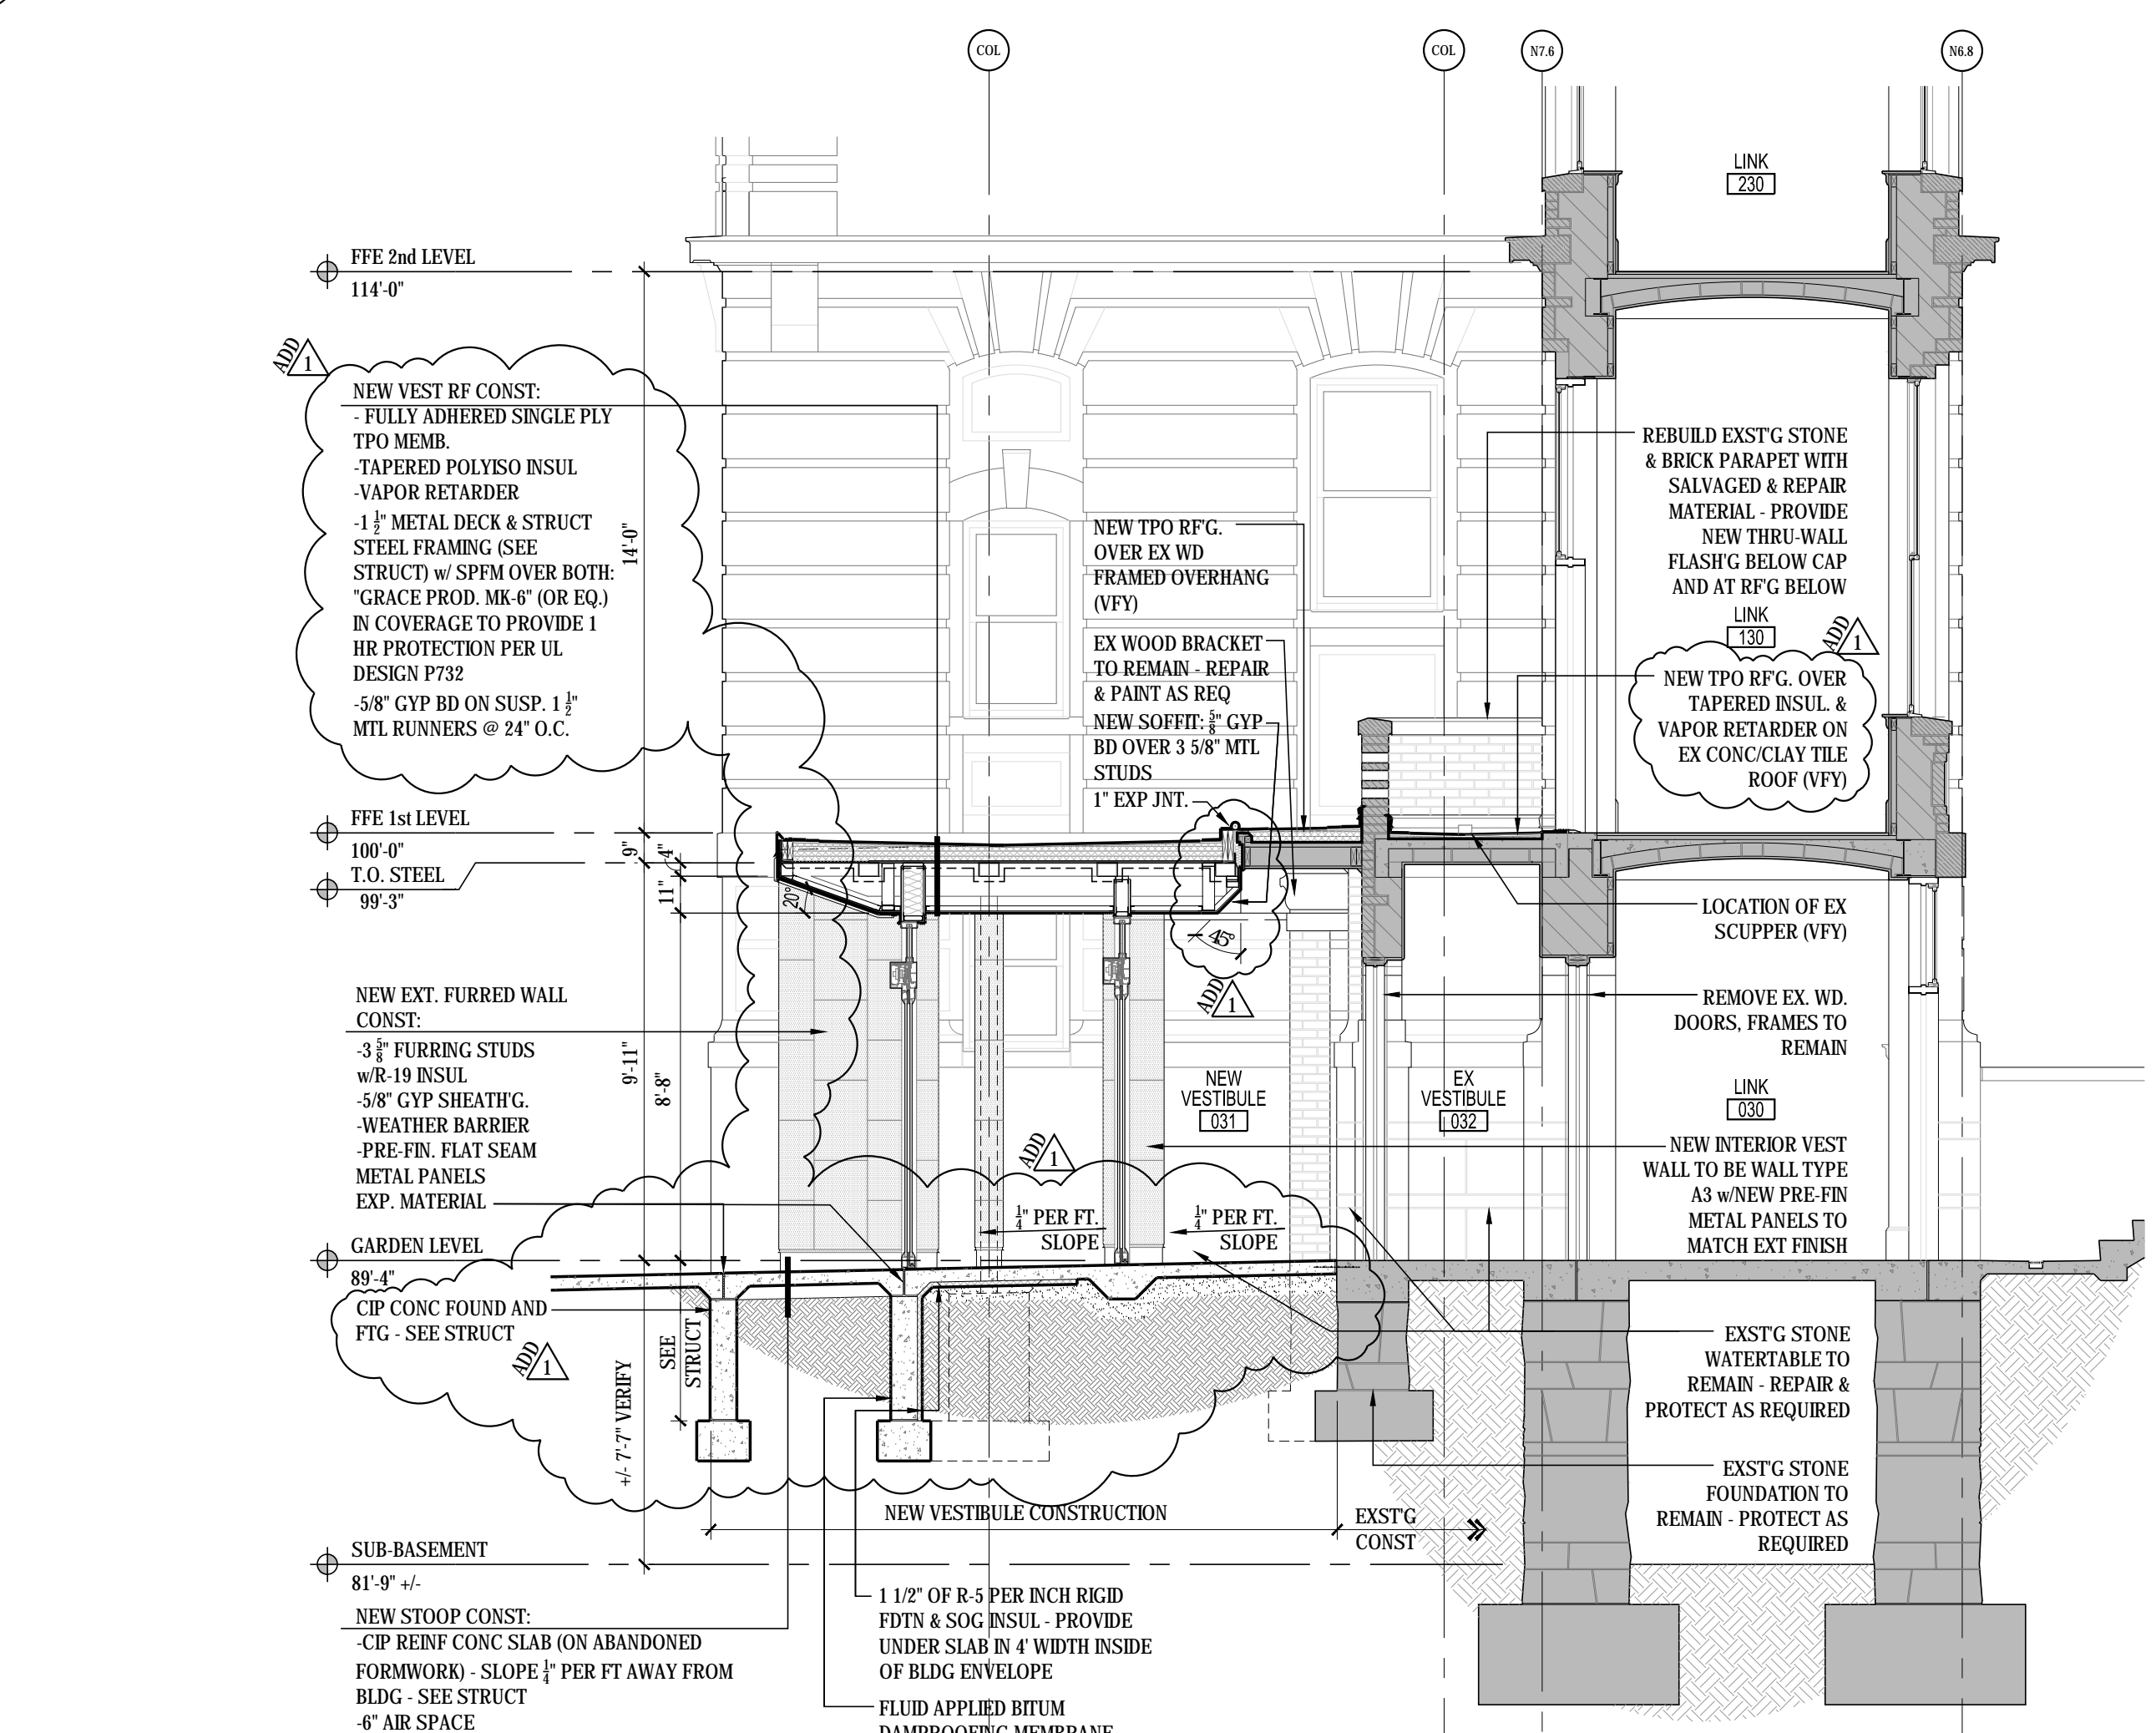 COL
COL
N7.6
N6.8
LINK
230
FFE 2nd LEVEL
114'-0"
ADD
1
NEW VEST RF CONST:
- FULLY ADHERED SINGLE PLY
TPO MEMB.
-TAPERED POLYISO INSUL
-VAPOR RETARDER
-1 1/2" METAL DECK & STRUCT
STEEL FRAMING (SEE
STRUCT) w/ SPFM OVER BOTH:
"GRACE PROD. MK-6" (OR EQ.)
IN COVERAGE TO PROVIDE 1
HR PROTECTION PER UL
DESIGN P732
-5/8" GYP BD ON SUSP. 1 1/2"
MTL RUNNERS @ 24" O.C.
14'-0"
NEW TPO RF'G.
OVER EX WD
FRAMED OVERHANG
(VFY)
EX WOOD BRACKET
TO REMAIN - REPAIR
& PAINT AS REQ
NEW SOFFIT: 5/8" GYP
BD OVER 3 5/8" MTL
STUDS
1" EXP JNT.
REBUILD EXST'G STONE
& BRICK PARAPET WITH
SALVAGED & REPAIR
MATERIAL - PROVIDE
NEW THRU-WALL
FLASH'G BELOW CAP
AND AT RF'G BELOW
LINK
130
ADD
1
NEW TPO RF'G. OVER
TAPERED INSUL. &
VAPOR RETARDER ON
EX CONC/CLAY TILE
ROOF (VFY)
FFE 1st LEVEL
100'-0"
T.O. STEEL
99'-3"
9"
4"
11"
20°
45°
ADD
1
LOCATION OF EX
SCUPPER (VFY)
REMOVE EX. WD.
DOORS, FRAMES TO
REMAIN
NEW EXT. FURRED WALL
CONST:
-3 5/8" FURRING STUDS
w/R-19 INSUL
-5/8" GYP SHEATH'G.
-WEATHER BARRIER
-PRE-FIN. FLAT SEAM
METAL PANELS
EXP. MATERIAL
9'-11"
8'-8"
NEW
VESTIBULE
031
EX
VESTIBULE
032
LINK
030
NEW INTERIOR VEST
WALL TO BE WALL TYPE
A3 w/NEW PRE-FIN
METAL PANELS TO
MATCH EXT FINISH
ADD
1
1/4" PER FT.
SLOPE
1/4" PER FT.
SLOPE
GARDEN LEVEL
89'-4"
CIP CONC FOUND AND
FTG - SEE STRUCT
ADD
1
SEE
STRUCT
+/- 7'-7" VERIFY
EXST'G STONE
WATERTABLE TO
REMAIN - REPAIR &
PROTECT AS REQUIRED
EXST'G STONE
FOUNDATION TO
REMAIN - PROTECT AS
REQUIRED
NEW VESTIBULE CONSTRUCTION
EXST'G
CONST
SUB-BASEMENT
81'-9" +/-
NEW STOOP CONST:
-CIP REINF CONC SLAB (ON ABANDONED
FORMWORK) - SLOPE 1/4" PER FT AWAY FROM
BLDG - SEE STRUCT
-6" AIR SPACE
1 1/2" OF R-5 PER INCH RIGID
FDTN & SOG INSUL - PROVIDE
UNDER SLAB IN 4' WIDTH INSIDE
OF BLDG ENVELOPE
FLUID APPLIED BITUM
DAMPROOFING MEMBRANE